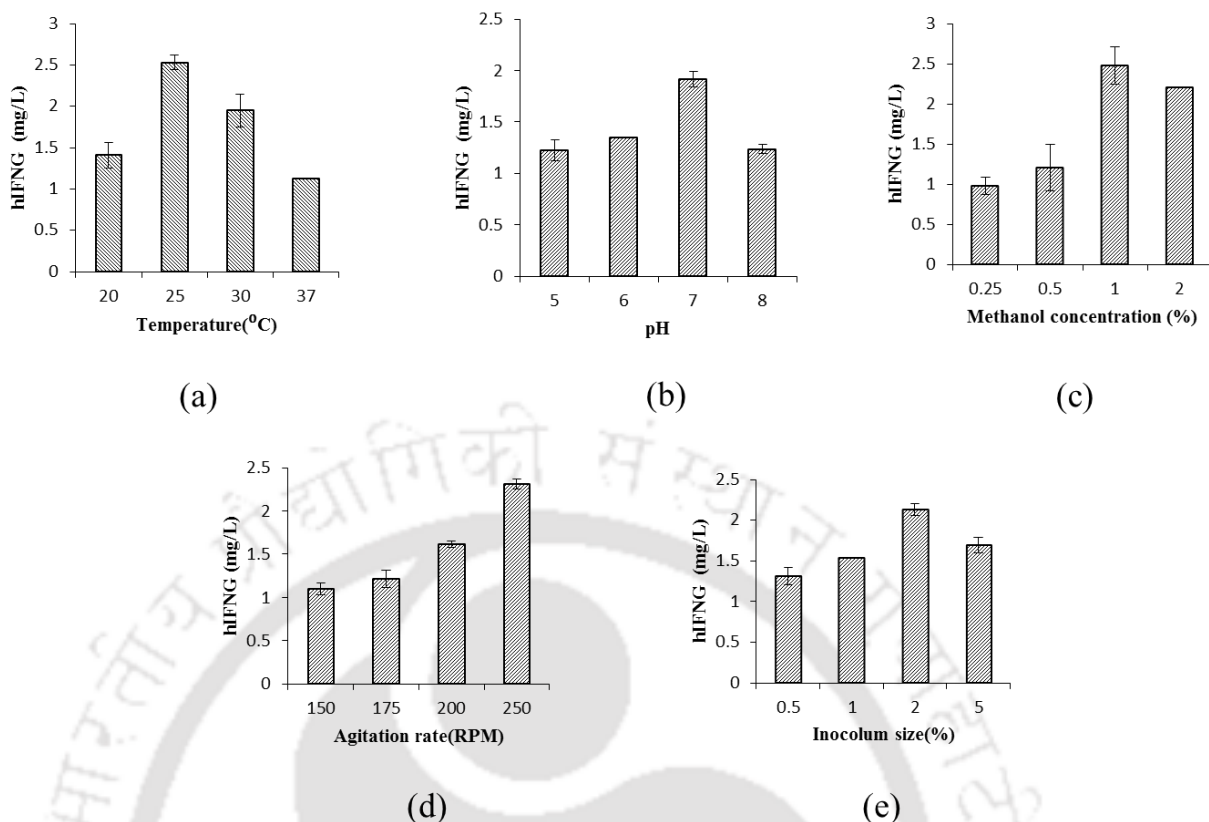 3
2.5
2
1.5
1
0.5
0
hIFNG (mg/L)
20 25 30 37
Temperature(°C)
(a)
2.5
2
1.5
1
0.5
0
hIFNG (mg/L)
5 6 7 8
pH
(b)
3
2.5
2
1.5
1
0.5
0
hIFNG (mg/L)
0.25 0.5 1 2
Methanol concentration (%)
(c)
2.5
2
1.5
1
0.5
0
hIFNG (mg/L)
150 175 200 250
Agitation rate(RPM)
(d)
2.5
2
1.5
1
0.5
0
hIFNG (mg/L)
0.5 1 2 5
Inocolum size(%)
(e)
भारतीय प्रौद्योगिकी संस्थान गुवाहाटी